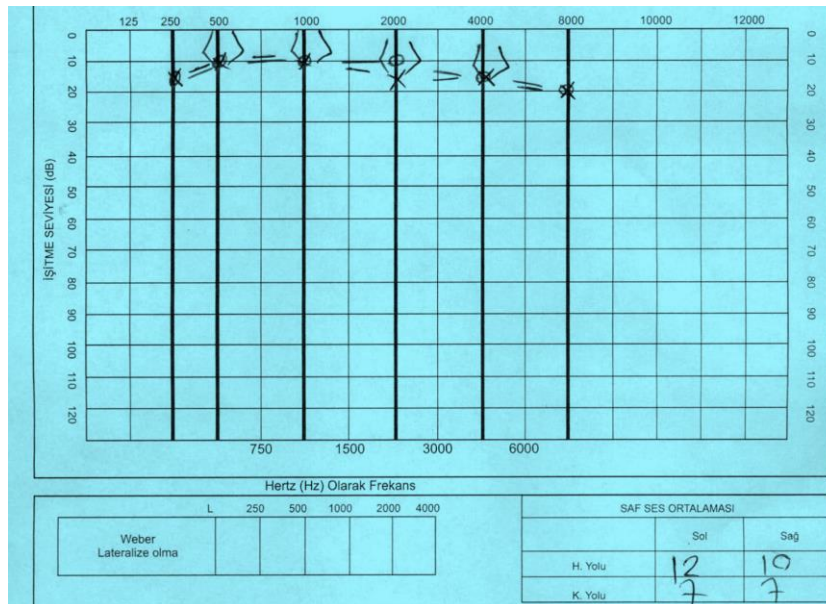 125 250 500 1000 2000 4000 8000 10000 12000
0 0
10 10
20 20
30 30
40 40
50 50
60 60
70 70
80 80
90 90
100 100
110 110
120 120
İŞİTME SEVİYESİ (dB)
750 1500 3000 6000
Hertz (Hz) Olarak Frekans
L 250 500 1000 2000 4000
Weber
Lateralize olma
SAF SES ORTALAMASI
Sol Sağ
H. Yolu 12 10
K. Yolu 7 7